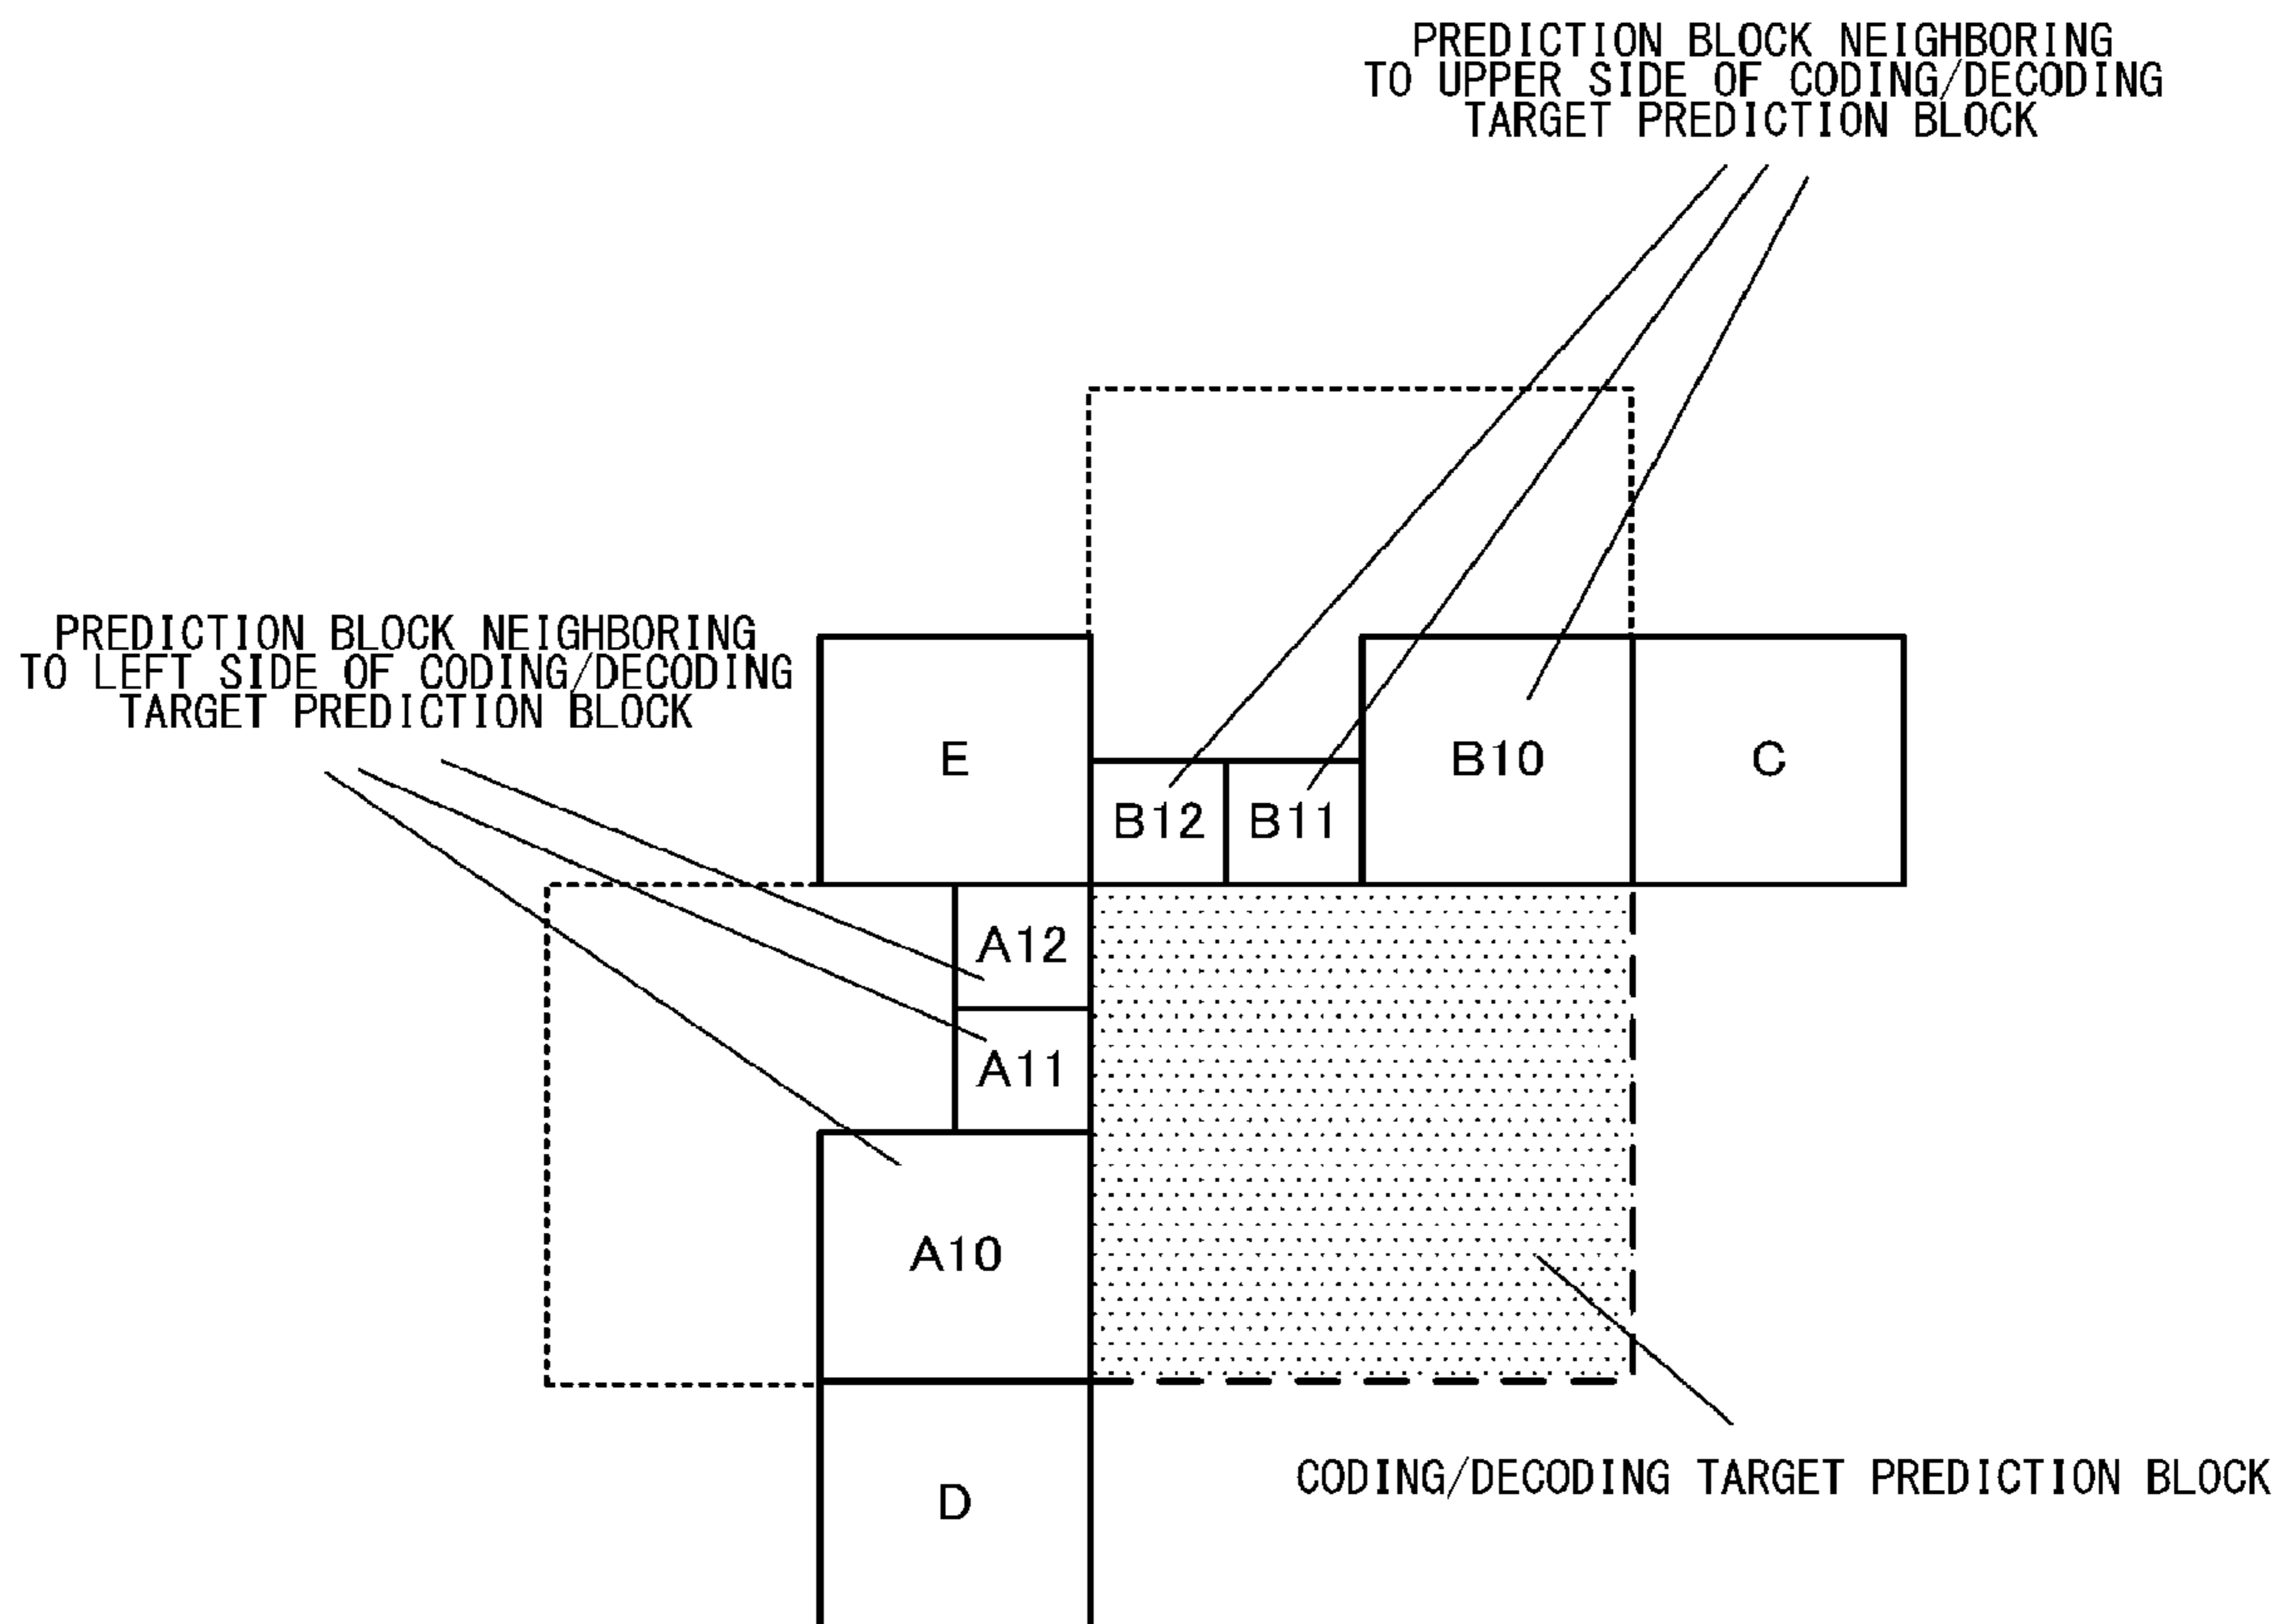 PREDICTION BLOCK NEIGHBORING
TO UPPER SIDE OF CODING/DECODING
TARGET PREDICTION BLOCK
PREDICTION BLOCK NEIGHBORING
TO LEFT SIDE OF CODING/DECODING
TARGET PREDICTION BLOCK
E
B10
C
B12
B11
A12
A11
A10
D
CODING/DECODING TARGET PREDICTION BLOCK